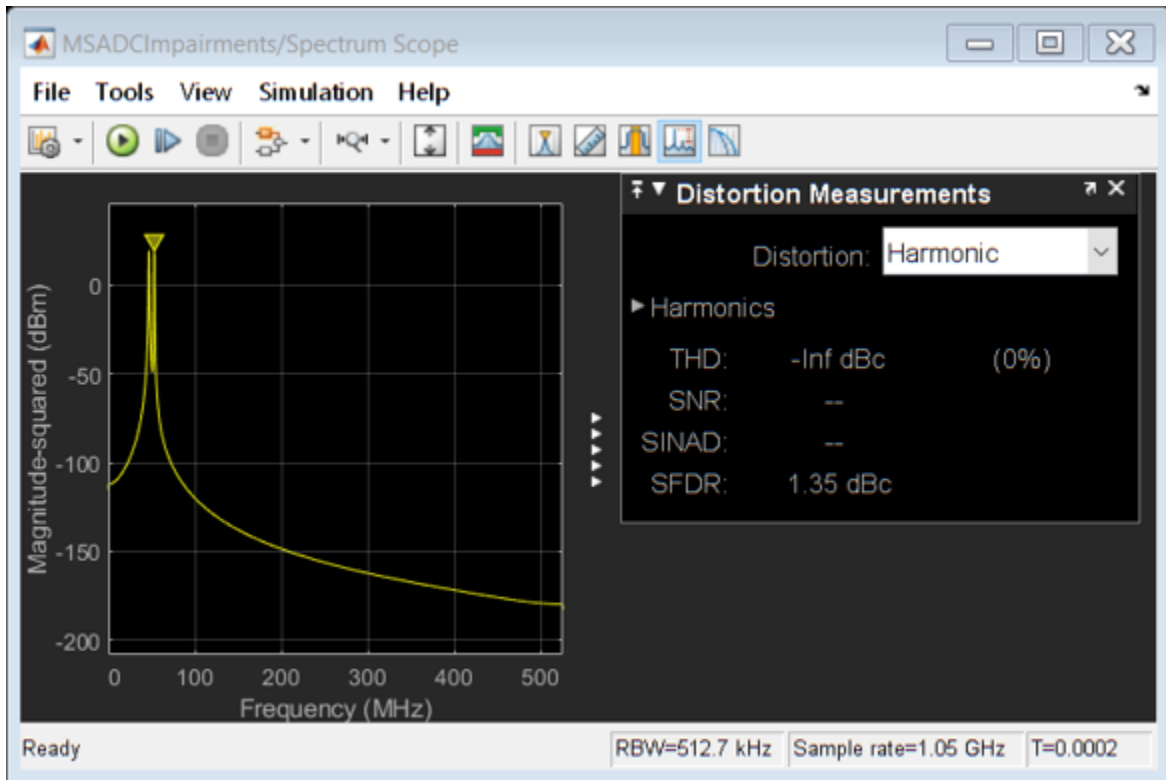 MSADCImpairments/Spectrum Scope
File Tools View Simulation Help
Distortion Measurements
Distortion: Harmonic
Harmonics
THD: -Inf dBc (0%)
SNR: --
SINAD: --
SFDR: 1.35 dBc
Magnitude-squared (dBm)
0
-50
-100
-150
-200
0 100 200 300 400 500
Frequency (MHz)
Ready RBW=512.7 kHz Sample rate=1.05 GHz T=0.0002